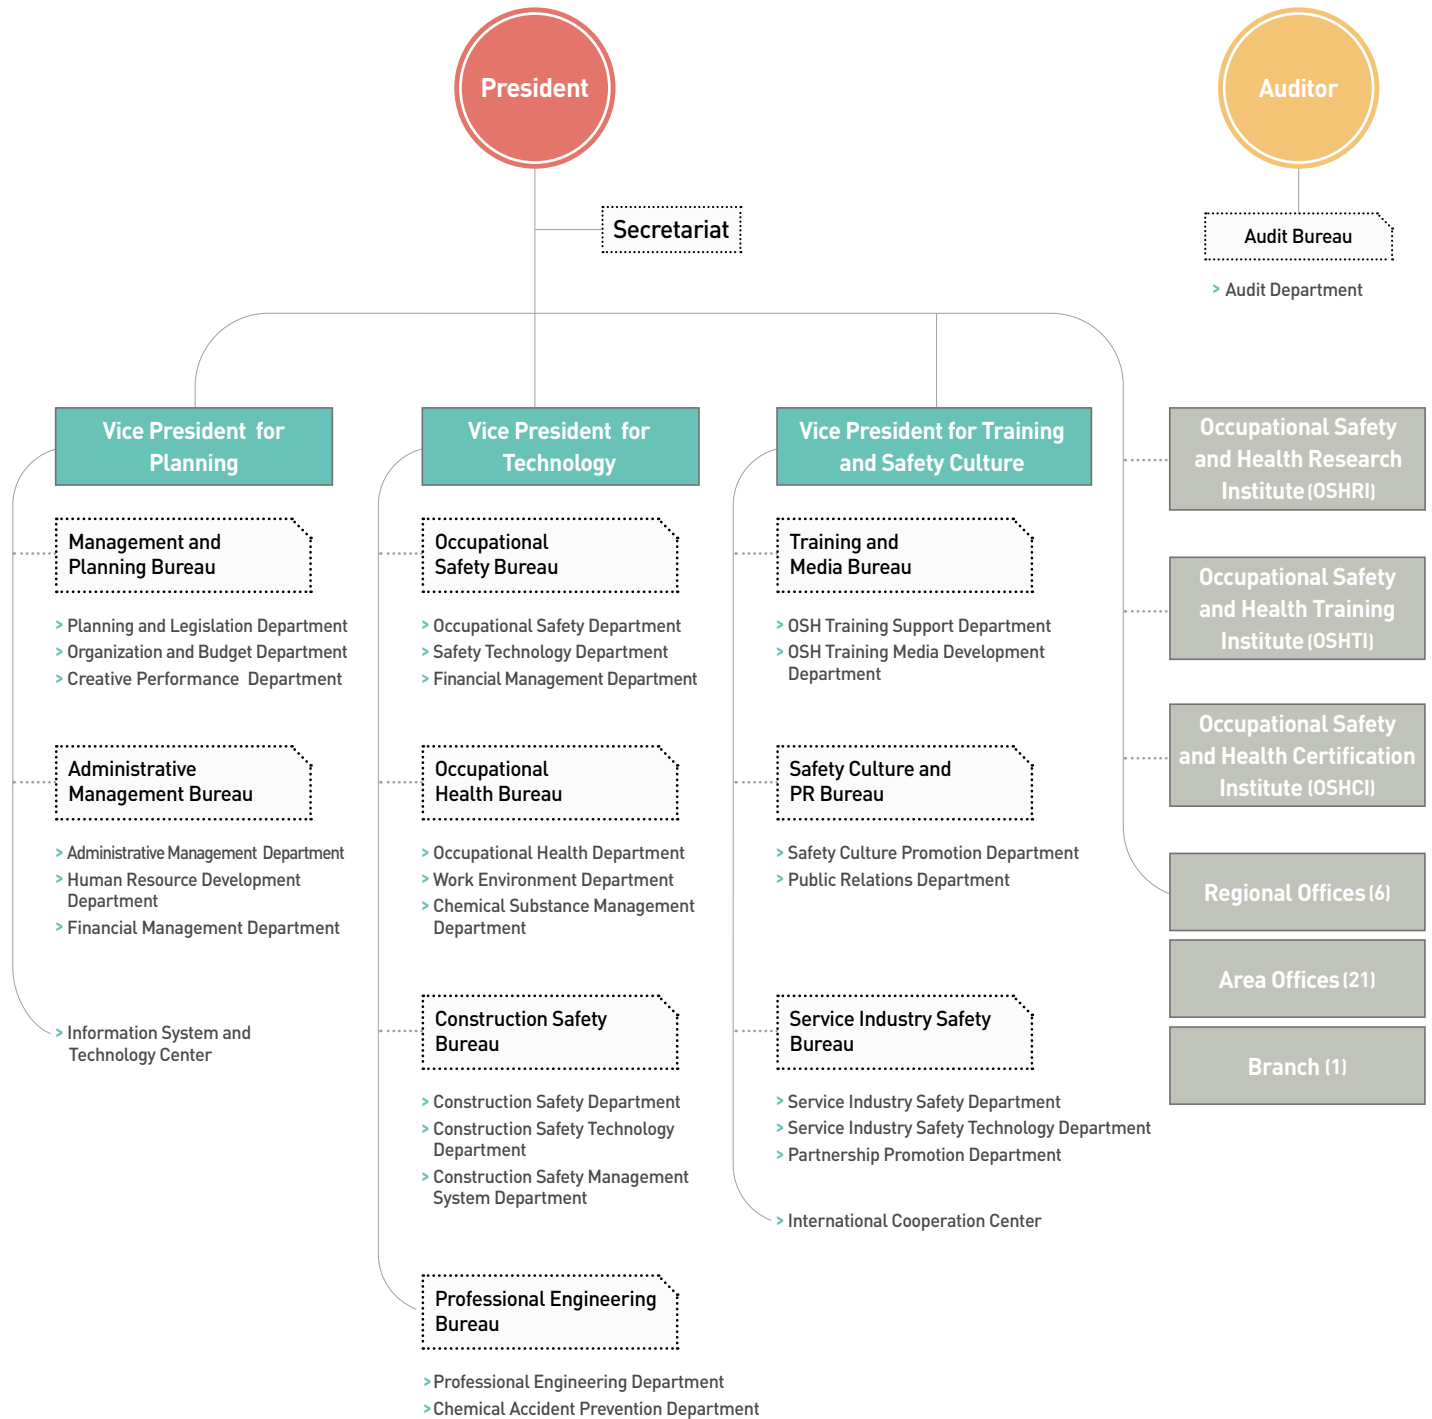 President
Auditor
Secretariat
Audit Bureau
> Audit Department
Vice President for
Planning
Management and
Planning Bureau
> Planning and Legislation Department
> Organization and Budget Department
> Creative Performance Department
Administrative
Management Bureau
> Administrative Management Department
> Human Resource Development
Department
> Financial Management Department
> Information System and
Technology Center
Vice President for
Technology
Occupational
Safety Bureau
> Occupational Safety Department
> Safety Technology Department
> Financial Management Department
Occupational
Health Bureau
> Occupational Health Department
> Work Environment Department
> Chemical Substance Management
Department
Construction Safety
Bureau
> Construction Safety Department
> Construction Safety Technology
Department
> Construction Safety Management
System Department
Professional Engineering
Bureau
> Professional Engineering Department
> Chemical Accident Prevention Department
Vice President for Training
and Safety Culture
Training and
Media Bureau
> OSH Training Support Department
> OSH Training Media Development
Department
Safety Culture and
PR Bureau
> Safety Culture Promotion Department
> Public Relations Department
Service Industry Safety
Bureau
> Service Industry Safety Department
> Service Industry Safety Technology Department
> Partnership Promotion Department
> International Cooperation Center
Occupational Safety
and Health Research
Institute (OSHRI)
Occupational Safety
and Health Training
Institute (OSHTI)
Occupational Safety
and Health Certification
Institute (OSHCI)
Regional Offices (6)
Area Offices (21)
Branch (1)